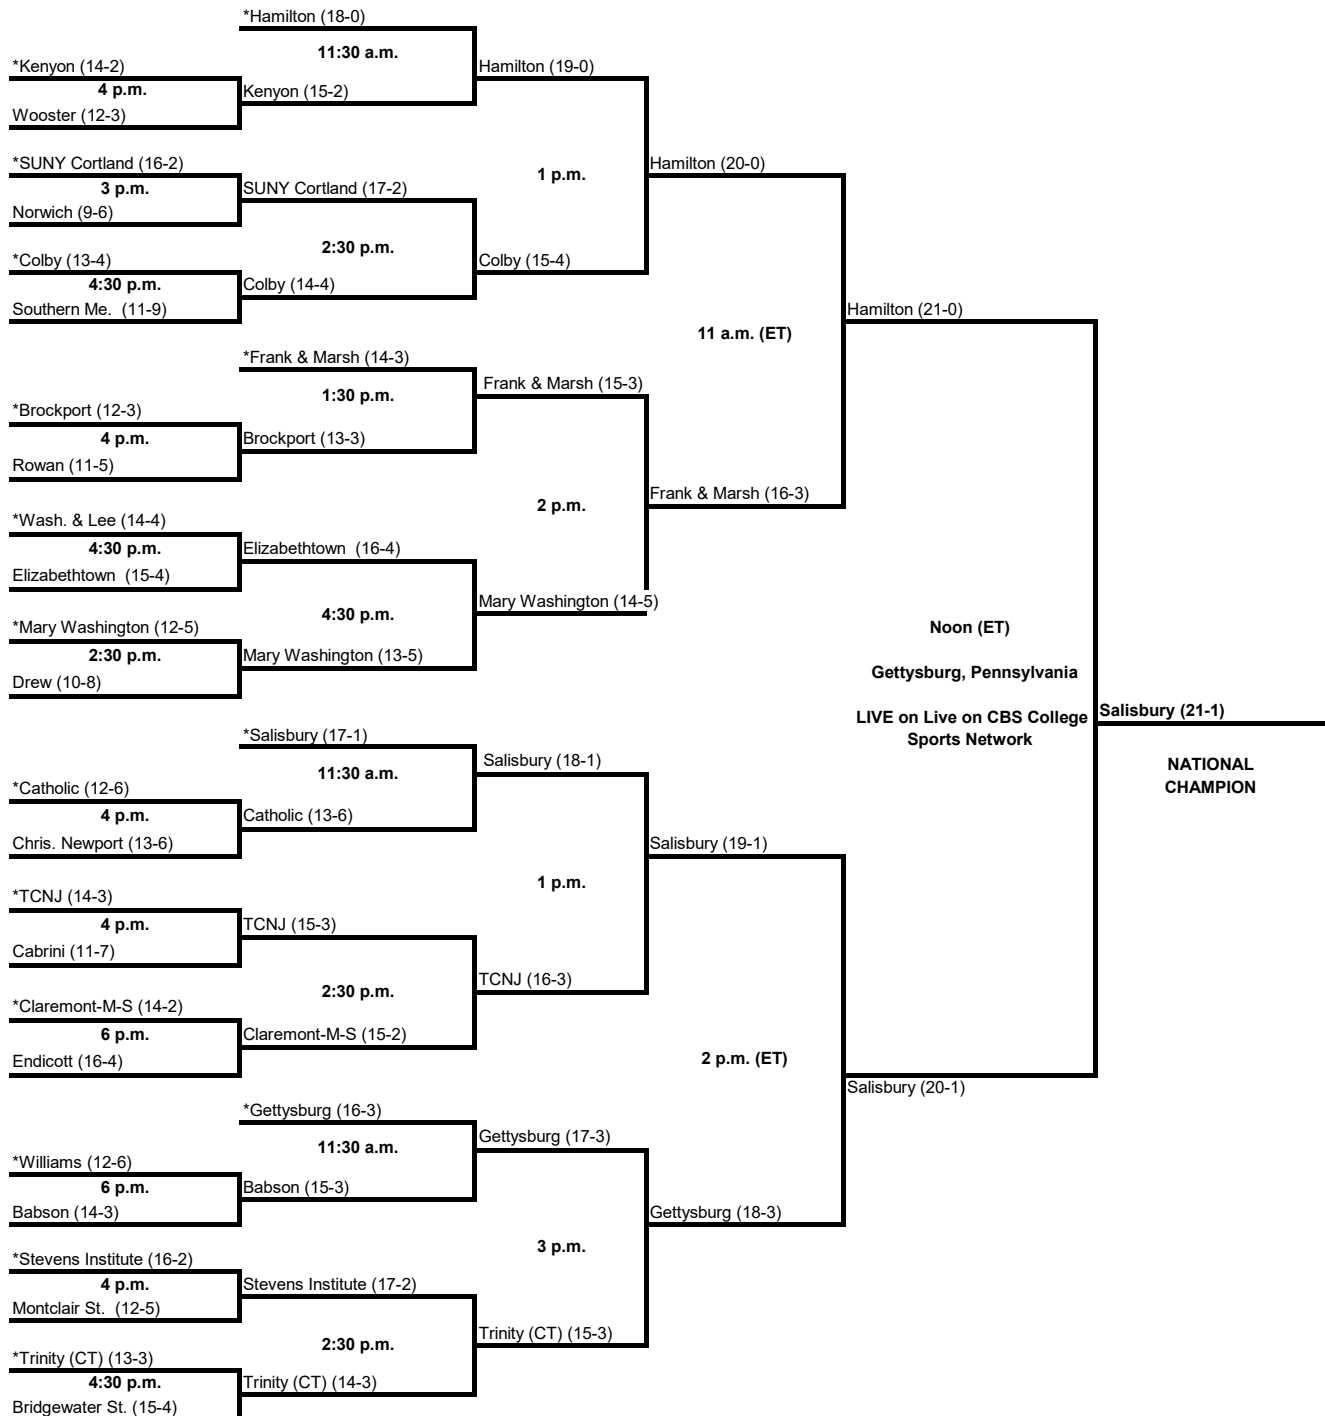 *Hamilton (18-0)
11:30 a.m.
*Kenyon (14-2)
Hamilton (19-0)
4 p.m.
Kenyon (15-2)
Wooster (12-3)
*SUNY Cortland (16-2)
Hamilton (20-0)
1 p.m.
3 p.m.
SUNY Cortland (17-2)
Norwich (9-6)
2:30 p.m.
*Colby (13-4)
Colby (15-4)
4:30 p.m.
Colby (14-4)
Southern Me.  (11-9)
Hamilton (21-0)
11 a.m. (ET)
*Frank & Marsh (14-3)
Frank & Marsh (15-3)
1:30 p.m.
*Brockport (12-3)
4 p.m.
Brockport (13-3)
Rowan (11-5)
Frank & Marsh (16-3)
2 p.m.
*Wash. & Lee (14-4)
4:30 p.m.
Elizabethtown  (16-4)
Elizabethtown  (15-4)
Mary Washington (14-5)
4:30 p.m.
*Mary Washington (12-5)
Noon (ET)
2:30 p.m.
Mary Washington (13-5)
Gettysburg, Pennsylvania
Drew (10-8)
LIVE on Live on CBS College
Sports Network
Salisbury (21-1)
NATIONAL
CHAMPION
*Salisbury (17-1)
Salisbury (18-1)
11:30 a.m.
*Catholic (12-6)
4 p.m.
Catholic (13-6)
Chris. Newport (13-6)
Salisbury (19-1)
1 p.m.
*TCNJ (14-3)
4 p.m.
TCNJ (15-3)
Cabrini (11-7)
TCNJ (16-3)
2:30 p.m.
*Claremont-M-S (14-2)
6 p.m.
Claremont-M-S (15-2)
Endicott (16-4)
2 p.m. (ET)
Salisbury (20-1)
*Gettysburg (16-3)
Gettysburg (17-3)
11:30 a.m.
*Williams (12-6)
6 p.m.
Babson (15-3)
Babson (14-3)
Gettysburg (18-3)
3 p.m.
*Stevens Institute (16-2)
4 p.m.
Stevens Institute (17-2)
Montclair St.  (12-5)
Trinity (CT) (15-3)
2:30 p.m.
*Trinity (CT) (13-3)
4:30 p.m.
Trinity (CT) (14-3)
Bridgewater St. (15-4)